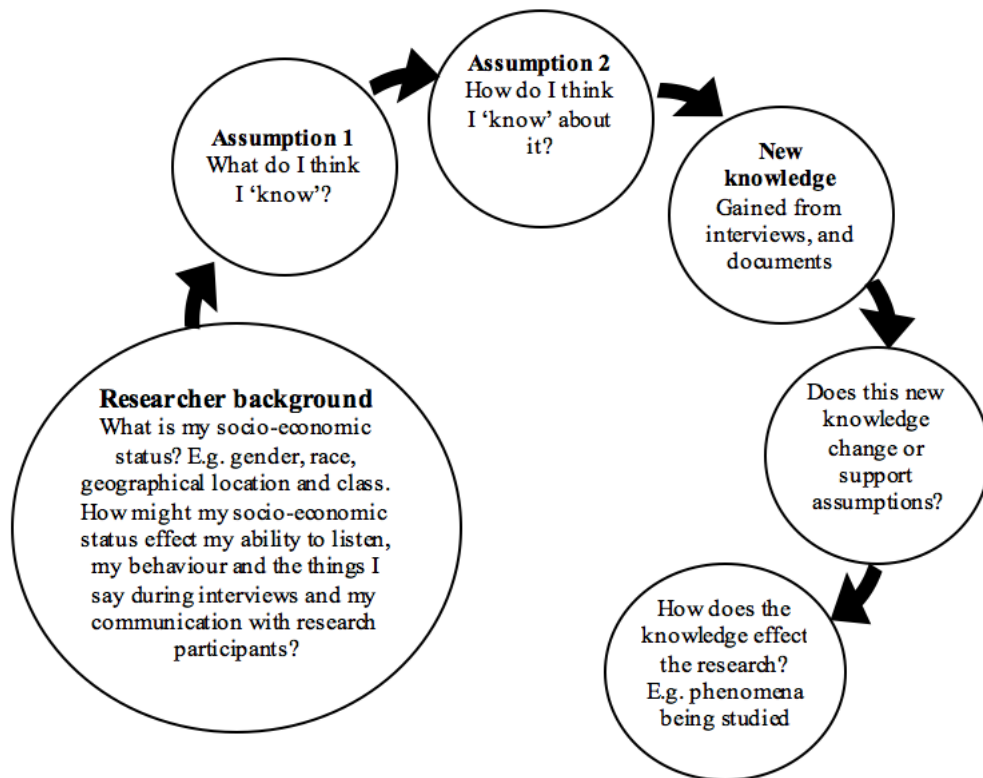 Researcher background
What is my socio-economic
status? E.g. gender, race,
geographical location and class.
How might my socio-economic
status effect my ability to listen,
my behaviour and the things I
say during interviews and my
communication with research
participants?
Assumption 1
What do I think
I ‘know’?
Assumption 2
How do I think
I ‘know’ about
it?
New
knowledge
Gained from
interviews, and
documents
Does this new
knowledge
change or
support
assumptions?
How does the
knowledge effect
the research?
E.g. phenomena
being studied